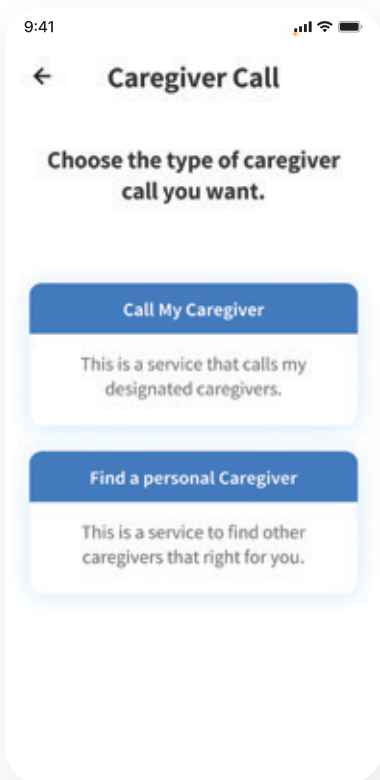 9:41
Caregiver Call
Choose the type of caregiver
call you want.
Call My Caregiver
This is a service that calls my
designated caregivers.
Find a personal Caregiver
This is a service to find other
caregivers that right for you.